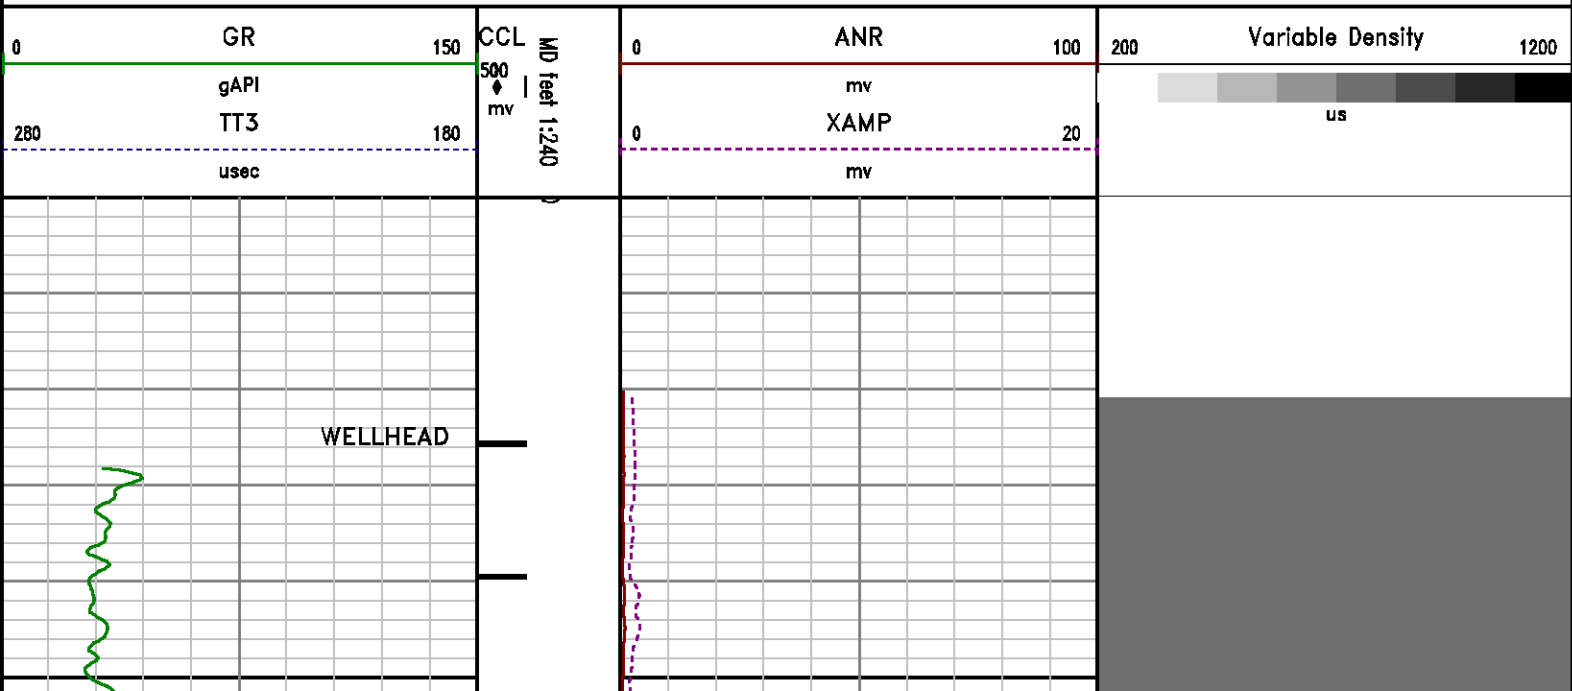 0 GR 150
gAPI
280 TT3 180
usec
CCL
500
mv
MD feet 1:240
0 ANR 100
mv
0 XAMP 20
mv
200 Variable Density 1200
us
WELLHEAD